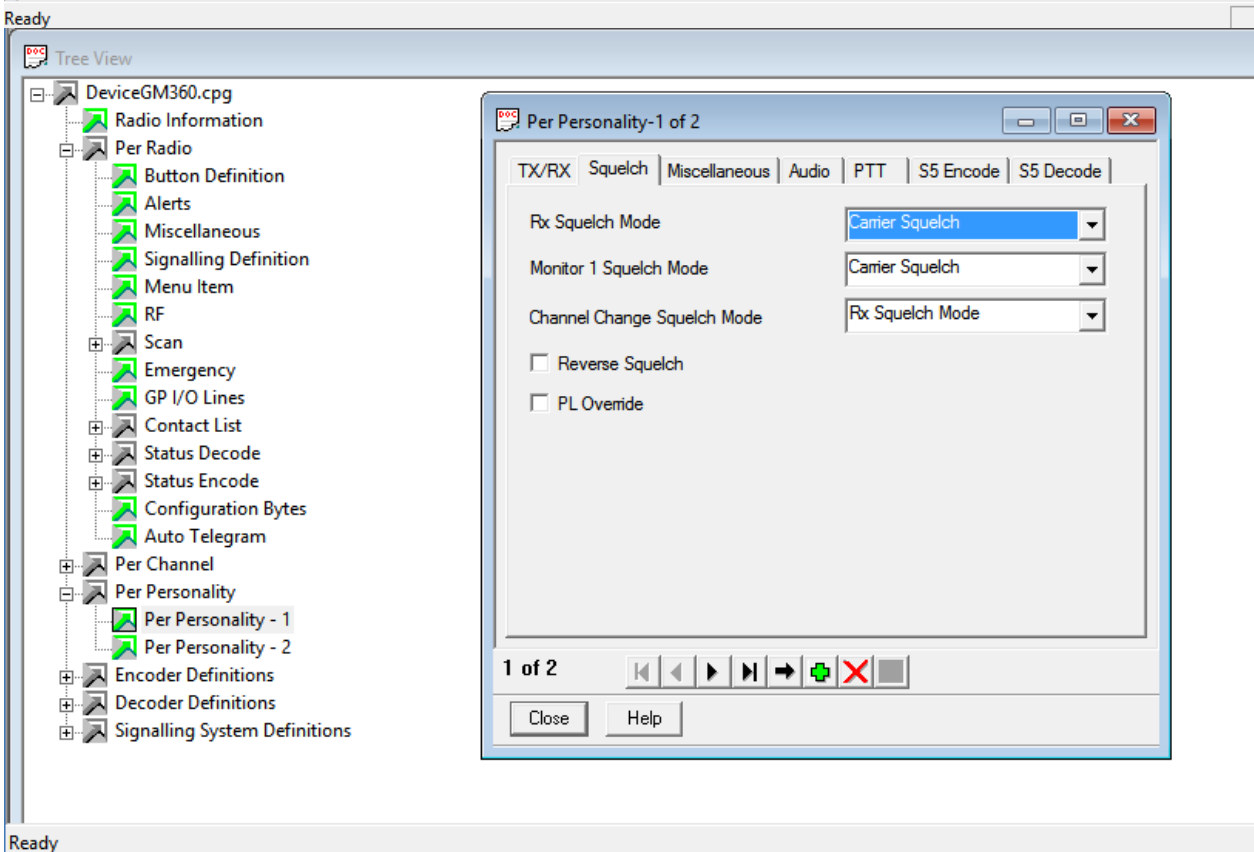 Ready
Tree View
DeviceGM360.cpg
Radio Information
Per Radio
Button Definition
Alerts
Miscellaneous
Signalling Definition
Menu Item
RF
Scan
Emergency
GP I/O Lines
Contact List
Status Decode
Status Encode
Configuration Bytes
Auto Telegram
Per Channel
Per Personality
Per Personality - 1
Per Personality - 2
Encoder Definitions
Decoder Definitions
Signalling System Definitions
Per Personality-1 of 2
TX/RX Squelch Miscellaneous Audio PTT S5 Encode S5 Decode
Rx Squelch Mode Carrier Squelch
Monitor 1 Squelch Mode Carrier Squelch
Channel Change Squelch Mode Rx Squelch Mode
Reverse Squelch
PL Override
1 of 2
Close Help
Ready